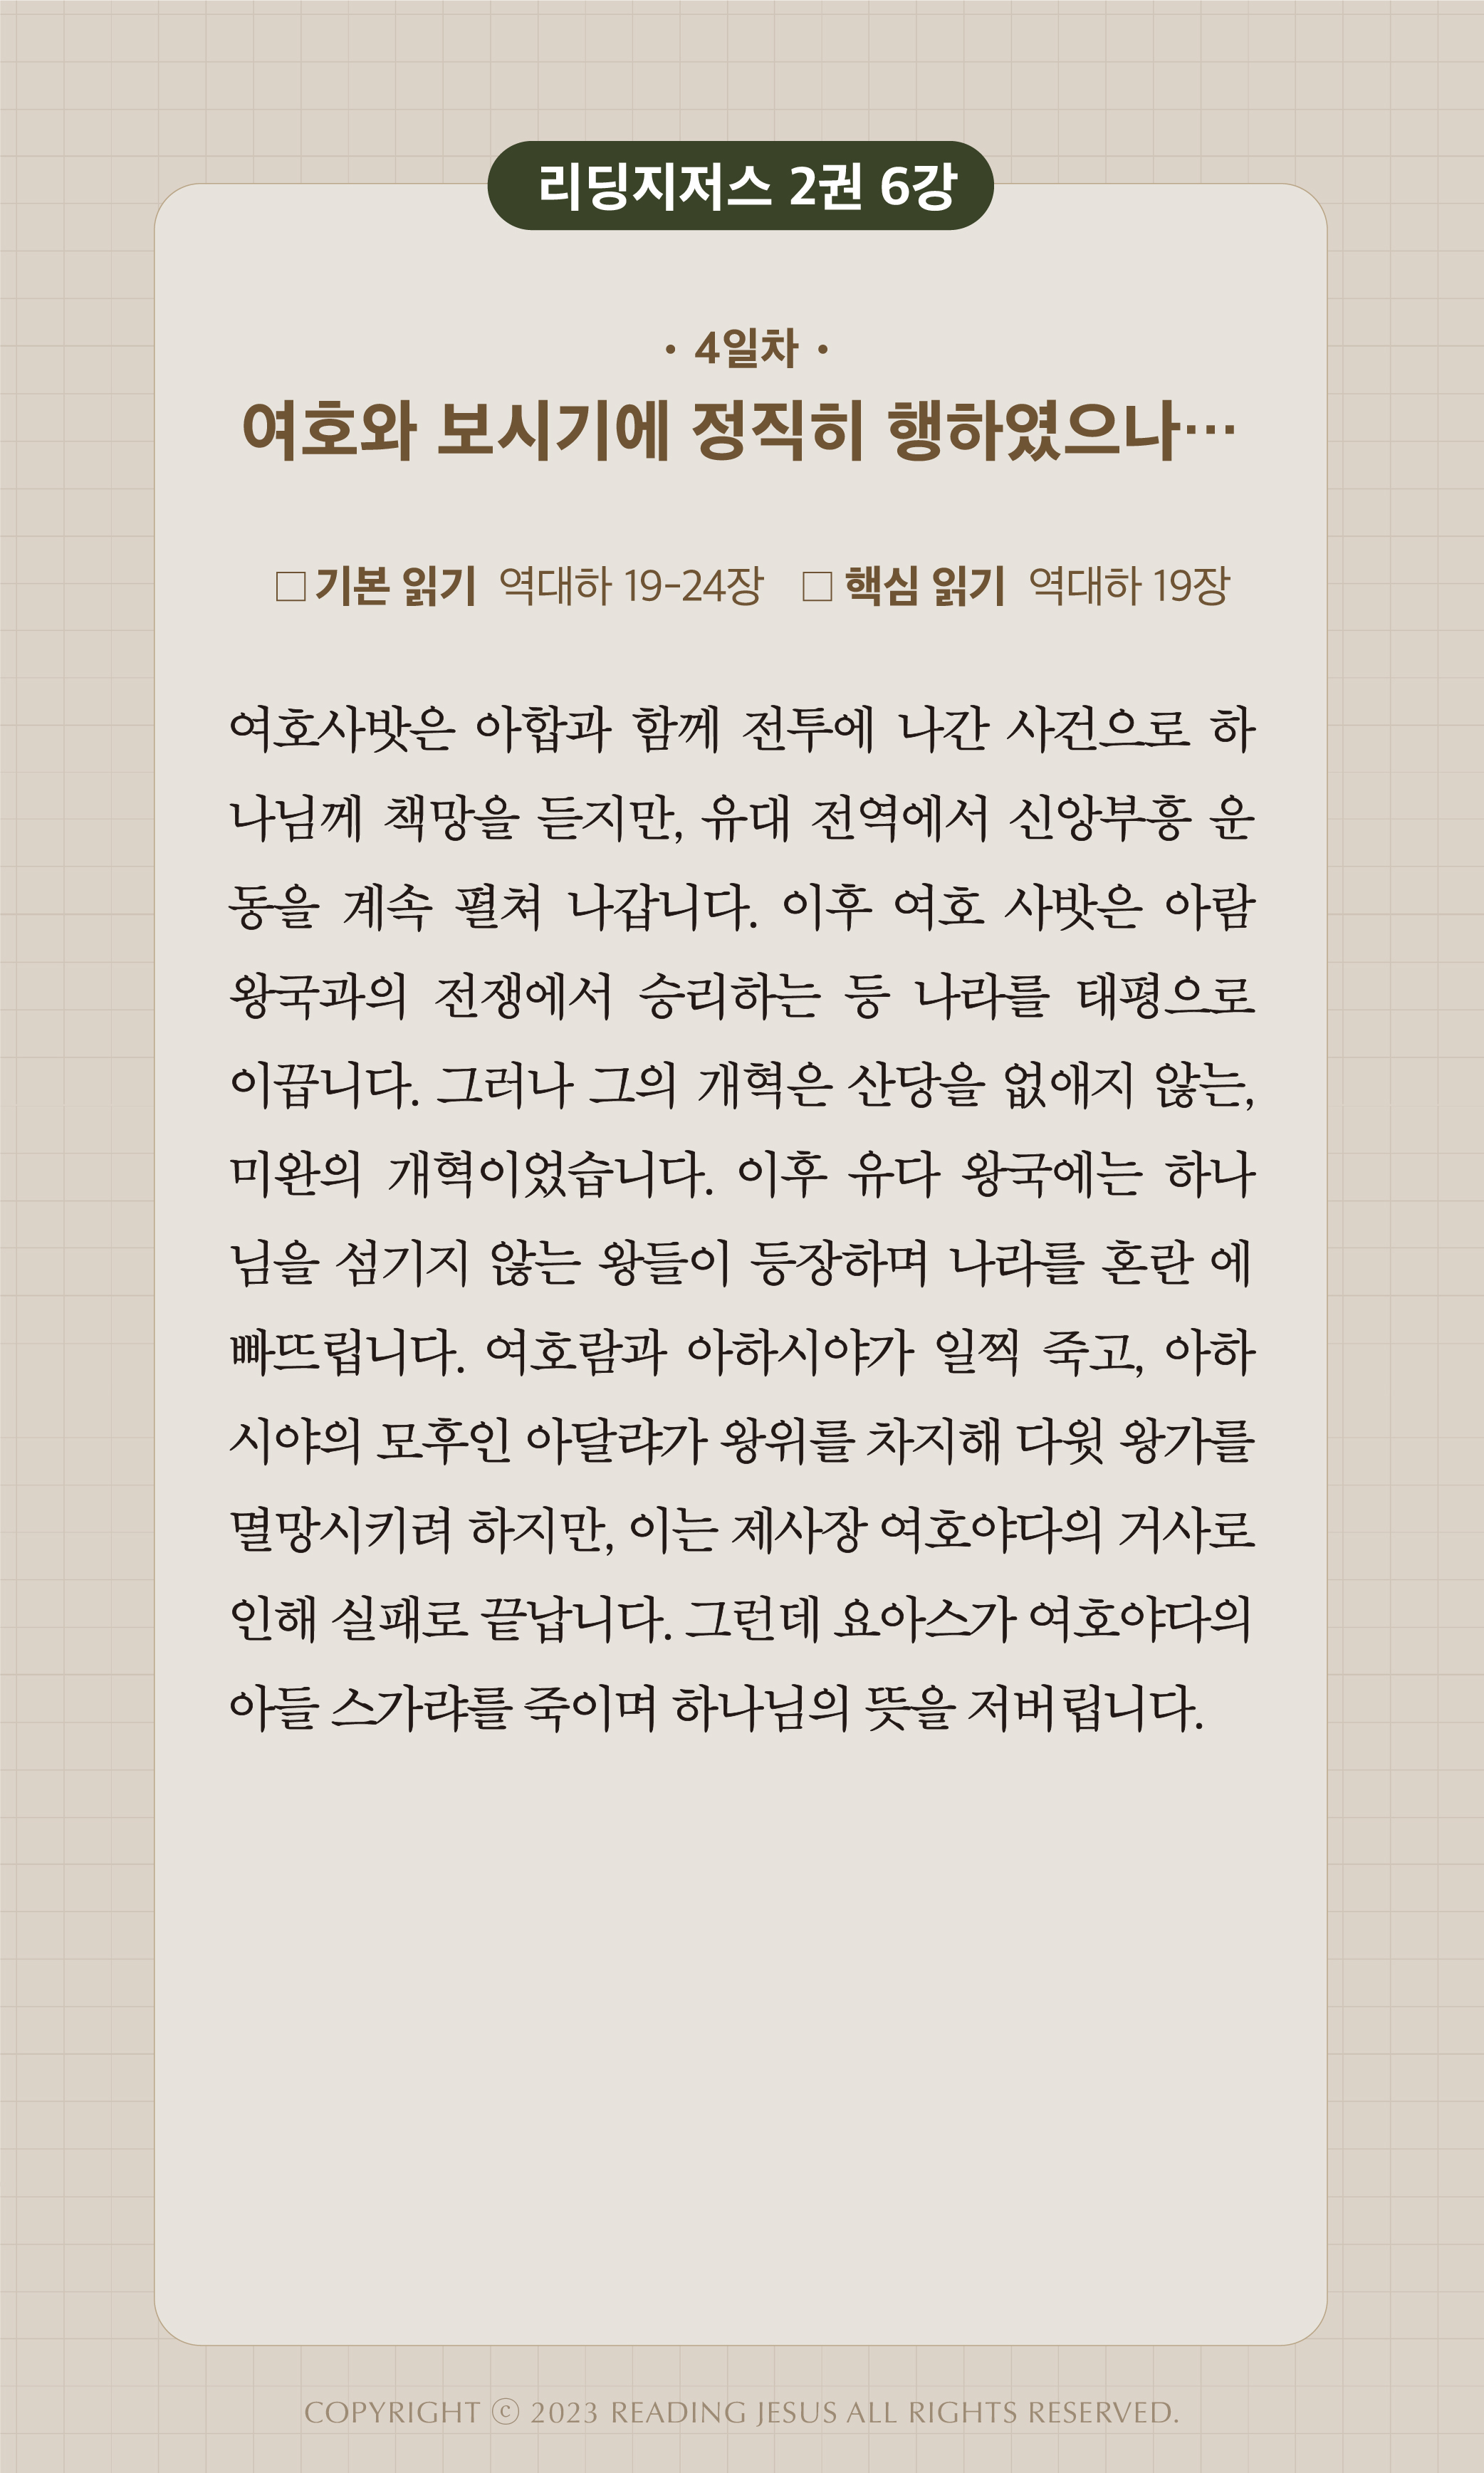 리딩지저스 2권 6강
· 4일차 ·
여호와 보시기에 정직히 행하였으나…
□ 기본 읽기 역대하 19-24장 □ 핵심 읽기 역대하 19장
여호사밧은 아합과 함께 전투에 나간 사건으로 하
나님께 책망을 듣지만, 유대 전역에서 신앙부흥 운
동을 계속 펼쳐 나갑니다. 이후 여호 사밧은 아람
왕국과의 전쟁에서 승리하는 등 나라를 태평으로
이끕니다. 그러나 그의 개혁은 산당을 없애지 않는,
미완의 개혁이었습니다. 이후 유다 왕국에는 하나
님을 섬기지 않는 왕들이 등장하며 나라를 혼란 에
빠뜨립니다. 여호람과 아하시야가 일찍 죽고, 아하
시야의 모후인 아달랴가 왕위를 차지해 다윗 왕가를
멸망시키려 하지만, 이는 제사장 여호야다의 거사로
인해 실패로 끝납니다. 그런데 요아스가 여호야다의
아들 스가랴를 죽이며 하나님의 뜻을 저버립니다.
COPYRIGHT ⓒ 2023 READING JESUS ALL RIGHTS RESERVED.